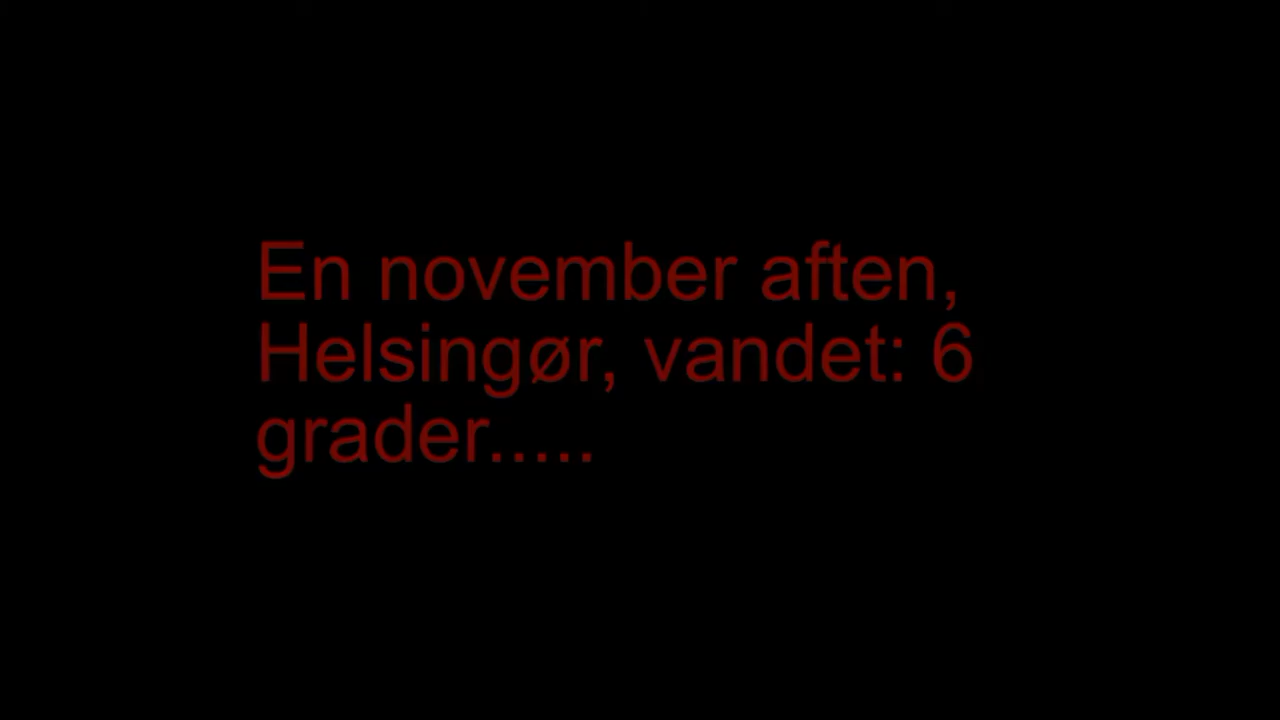 En november aften,
Helsingør, vandet: 6
grader.....